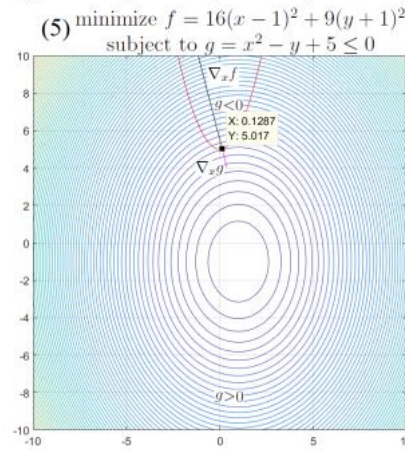 (5) minimize f = 16(x − 1)² + 9(y + 1)²
subject to g = x² − y + 5 ≤ 0
10
8
6
4
2
0
-2
-4
-6
-8
-10
∇ₓf
g<0
X: 0.1287
Y: 5.017
∇ₓg
g>0
-10
-5
0
5